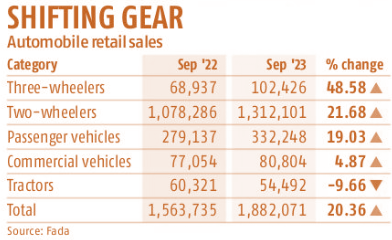 SHIFTING GEAR
Automobile retail sales
Category Sep '22 Sep '23 % change
Three-wheelers 68,937 102,426 48.58 ▲
Two-wheelers 1,078,286 1,312,101 21.68 ▲
Passenger vehicles 279,137 332,248 19.03 ▲
Commercial vehicles 77,054 80,804 4.87 ▲
Tractors 60,321 54,492 -9.66 ▼
Total 1,563,735 1,882,071 20.36 ▲
Source: Fada